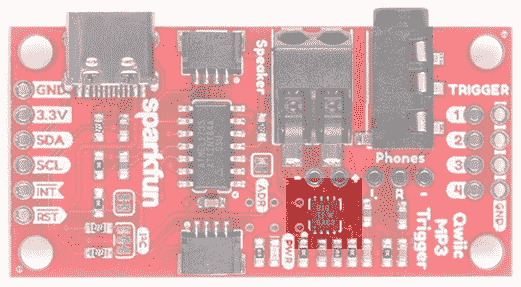 Speaker
TRIGGER
GND
3.3V
SDA
SCL
INT
RST
sparkfun
ADR
I2C
PWR
Phones
R
1
2
3
4
GND
Qwiic
MP3
Trigger